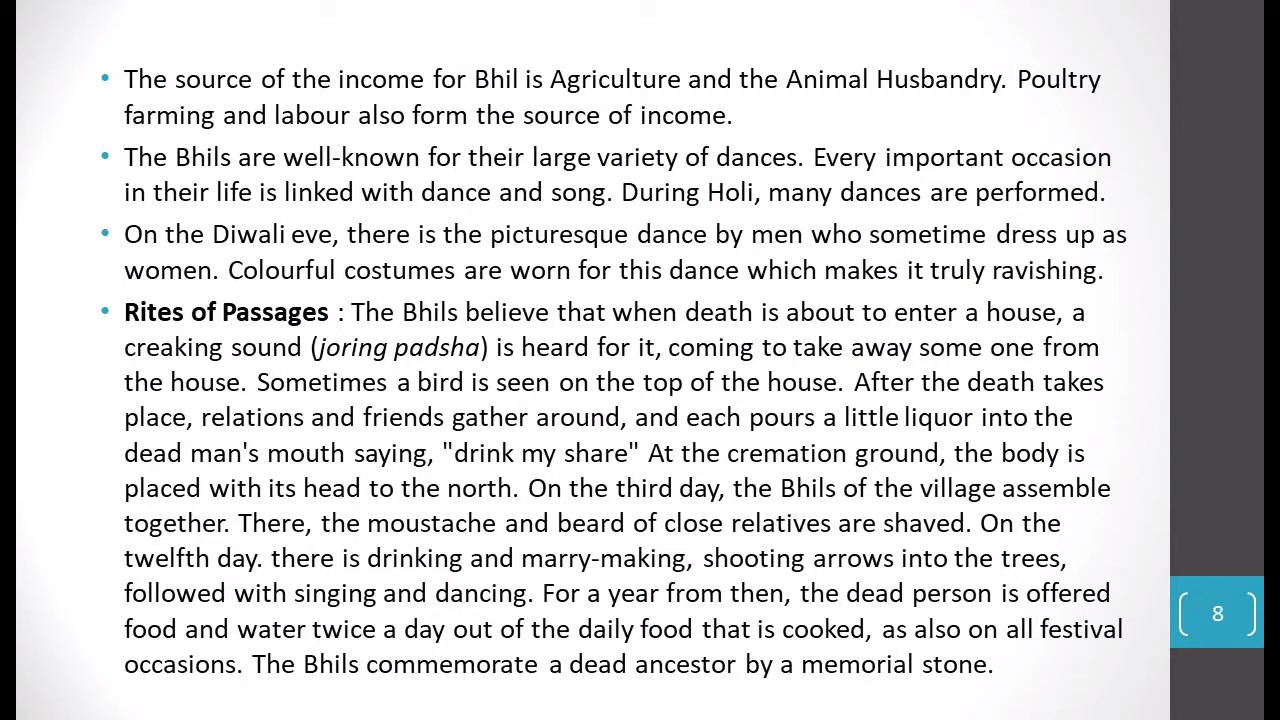 • The source of the income for Bhil is Agriculture and the Animal Husbandry. Poultry
farming and labour also form the source of income.
• The Bhils are well-known for their large variety of dances. Every important occasion
in their life is linked with dance and song. During Holi, many dances are performed.
• On the Diwali eve, there is the picturesque dance by men who sometime dress up as
women. Colourful costumes are worn for this dance which makes it truly ravishing.
• Rites of Passages : The Bhils believe that when death is about to enter a house, a
creaking sound (joring padsha) is heard for it, coming to take away some one from
the house. Sometimes a bird is seen on the top of the house. After the death takes
place, relations and friends gather around, and each pours a little liquor into the
dead man's mouth saying, "drink my share" At the cremation ground, the body is
placed with its head to the north. On the third day, the Bhils of the village assemble
together. There, the moustache and beard of close relatives are shaved. On the
twelfth day. there is drinking and marry-making, shooting arrows into the trees,
followed with singing and dancing. For a year from then, the dead person is offered
food and water twice a day out of the daily food that is cooked, as also on all festival
occasions. The Bhils commemorate a dead ancestor by a memorial stone.
8